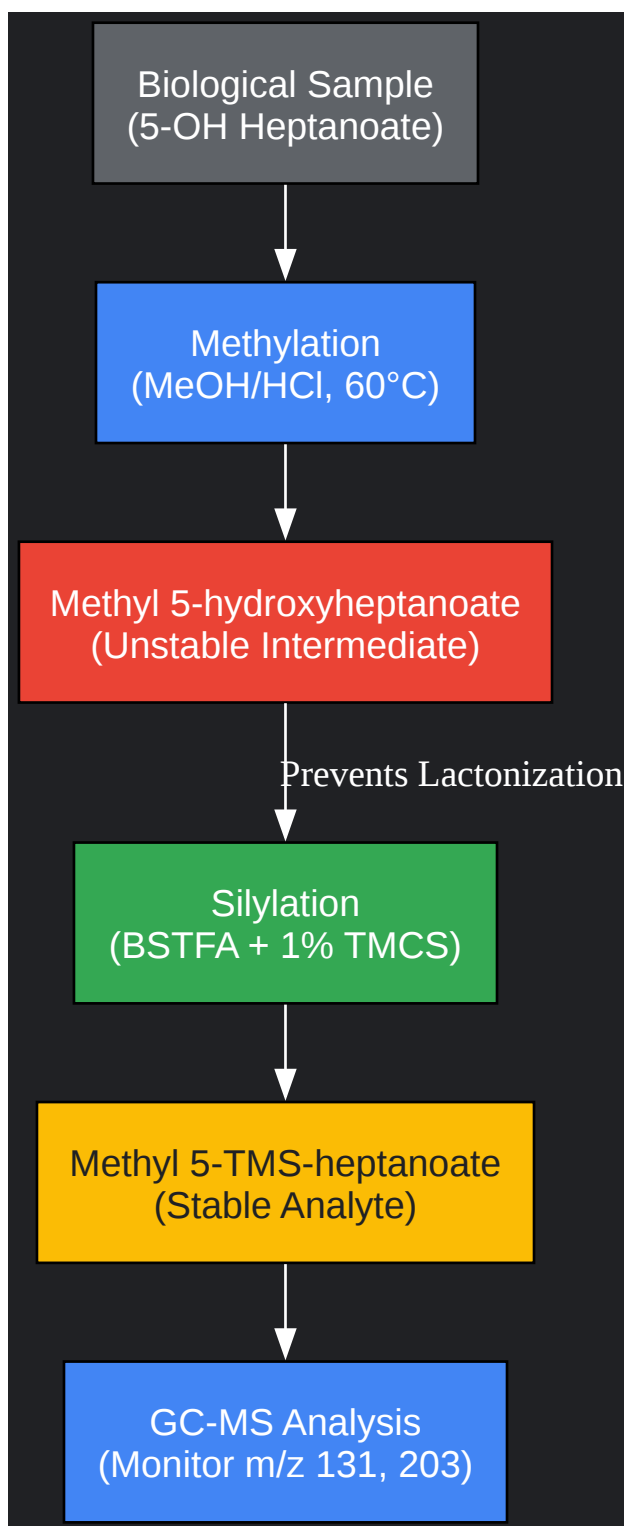 Biological Sample
(5-OH Heptanoate)
Methylation
(MeOH/HCl, 60°C)
Methyl 5-hydroxyheptanoate
(Unstable Intermediate)
Prevents Lactonization
Silylation
(BSTFA + 1% TMCS)
Methyl 5-TMS-heptanoate
(Stable Analyte)
GC-MS Analysis
(Monitor m/z 131, 203)